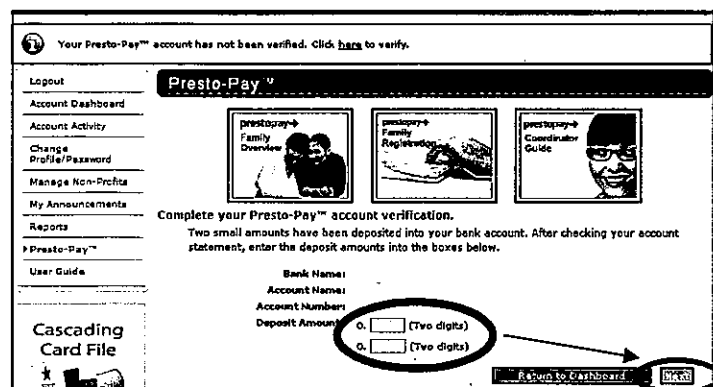 Your Presto-Pay™ account has not been verified. Click here to verify.
Logout
Account Dashboard
Account Activity
Change
Profile/Password
Manage Non-Profits
My Announcements
Reports
Presto-Pay™
User Guide
Cascading
Card File
Presto-Pay™
prestopay
Family
Overview
prestopay
Family
Registration
prestopay
Coordinator
Guide
Complete your Presto-Pay™ account verification.
Two small amounts have been deposited into your bank account. After checking your account
statement, enter the deposit amounts into the boxes below.
Bank Name:
Account Name:
Account Number:
Deposit Amount:
0. (Two digits)
0. (Two digits)
Return to Dashboard
Next